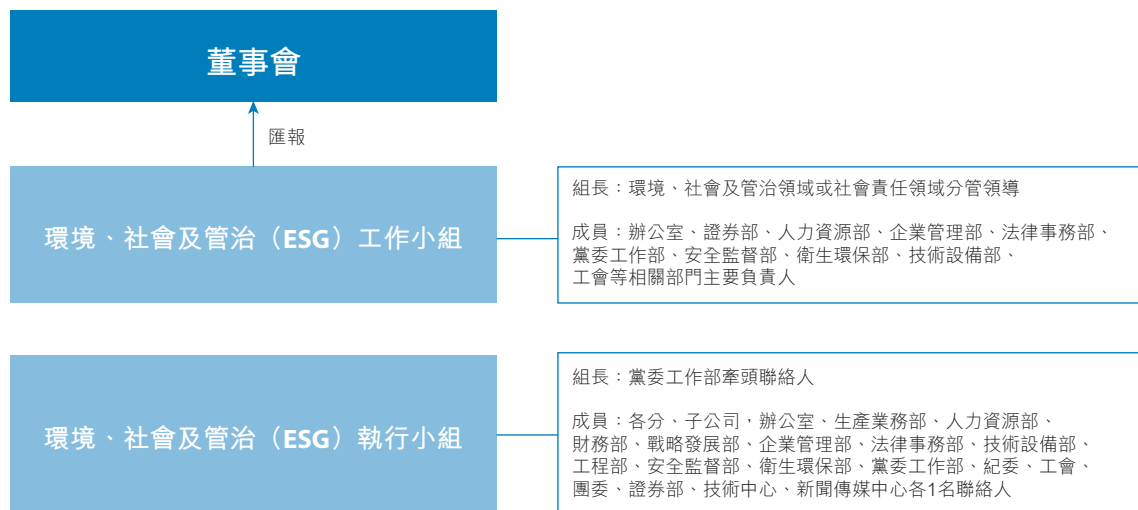 董事會
匯報
環境、社會及管治（ESG）工作小組
組長：環境、社會及管治領域或社會責任領域分管領導
成員：辦公室、證券部、人力資源部、企業管理部、法律事務部、
黨委工作部、安全監督部、衛生環保部、技術設備部、
工會等相關部門主要負責人
環境、社會及管治（ESG）執行小組
組長：黨委工作部牽頭聯絡人
成員：各分、子公司，辦公室、生產業務部、人力資源部、
財務部、戰略發展部、企業管理部、法律事務部、技術設備部、
工程部、安全監督部、衛生環保部、黨委工作部、紀委、工會、
團委、證券部、技術中心、新聞傳媒中心各1名聯絡人